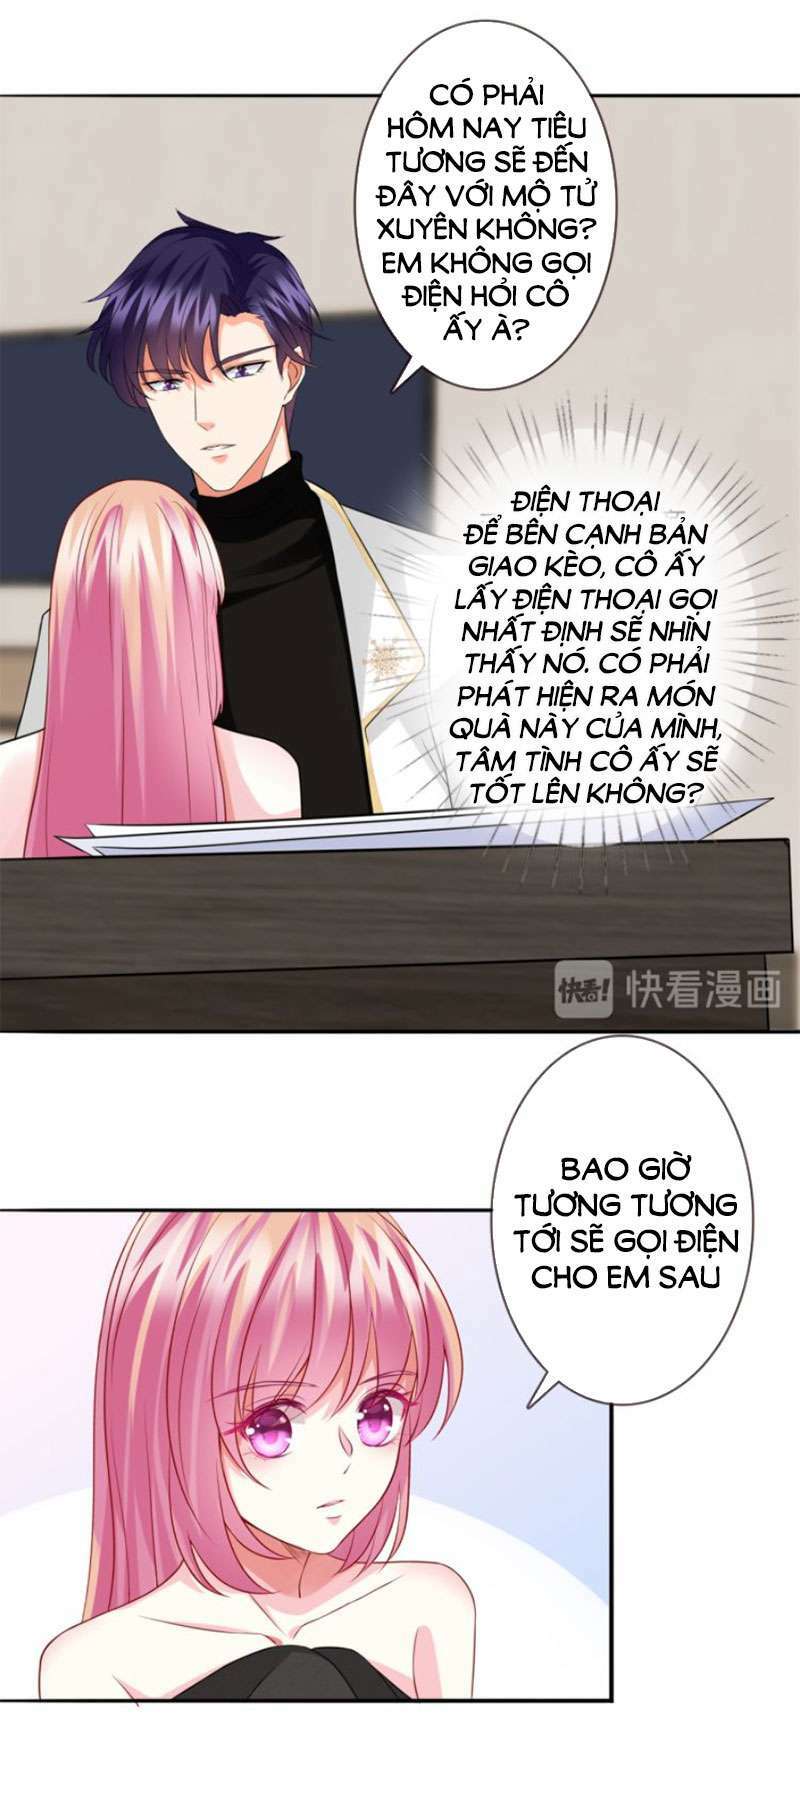 CÓ PHẢI
HÔM NAY TIÊU
TƯƠNG SẼ ĐẾN
ĐÂY VỚI MỘ TỬ
XUYÊN KHÔNG?
EM KHÔNG GỌI
ĐIỆN HỎI CÔ
ẤY À?
ĐIỆN THOẠI
ĐỂ BÊN CẠNH BẢN
GIAO KÈO, CÔ ẤY
LẤY ĐIỆN THOẠI GỌI
NHẤT ĐỊNH SẼ NHÌN
THẤY NÓ. CÓ PHẢI
PHÁT HIỆN RA MÓN
QUÀ NÀY CỦA MÌNH,
TÂM TÌNH CÔ ẤY SẼ
TỐT LÊN KHÔNG?
快看! 快看漫画
BAO GIỜ
TƯƠNG TƯƠNG
TỚI SẼ GỌI ĐIỆN
CHO EM SAU